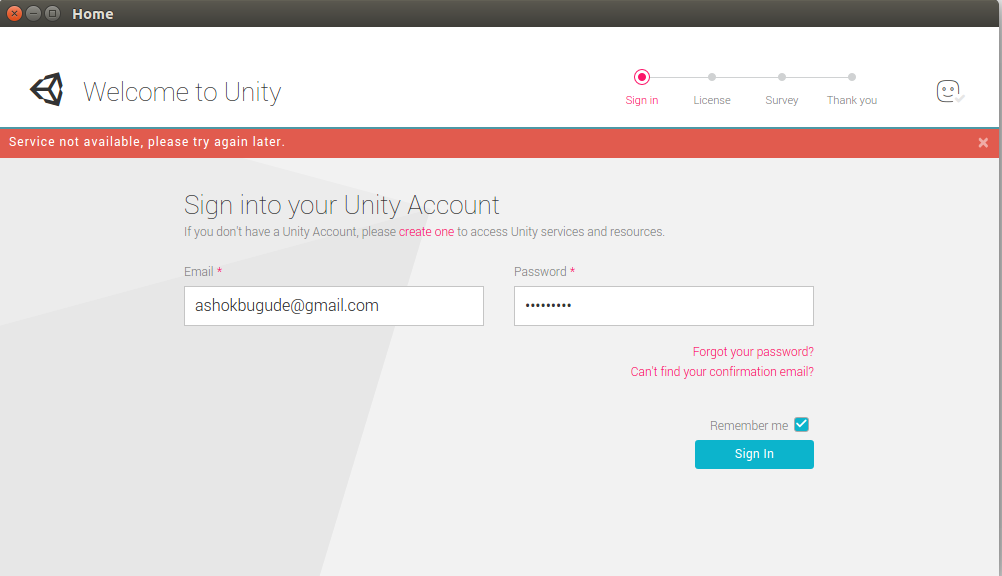 Home
Welcome to Unity
Sign in
License
Survey
Thank you
Service not available, please try again later.
Sign into your Unity Account
If you don't have a Unity Account, please create one to access Unity services and resources.
Email *
Password *
ashokbugude@gmail.com
•••••••••
Forgot your password?
Can't find your confirmation email?
Remember me
Sign In